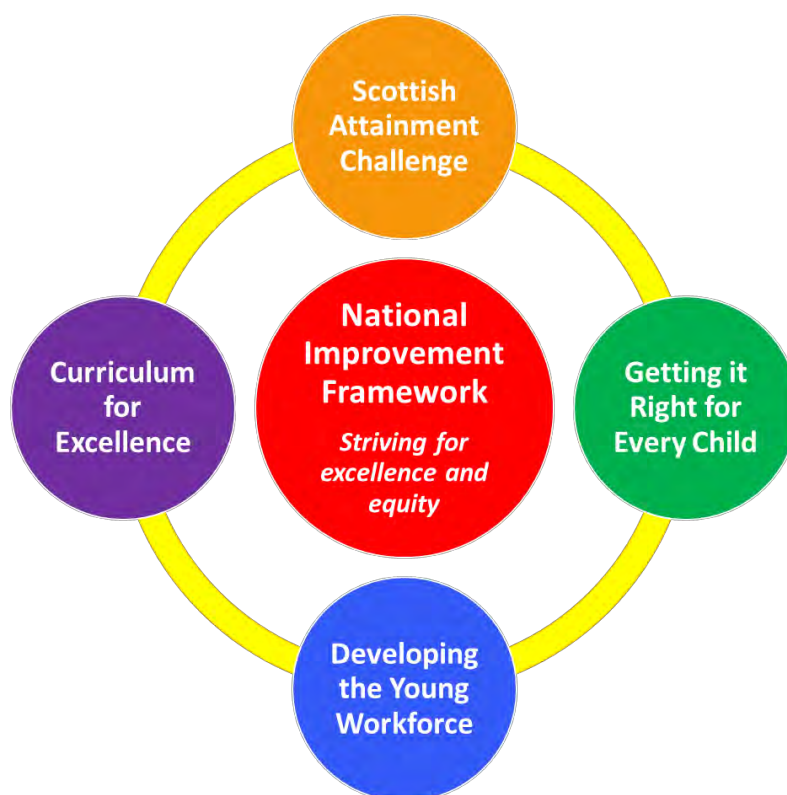 Scottish
Attainment
Challenge
National
Improvement
Framework
Striving for
excellence and
equity
Curriculum
for
Excellence
Getting it
Right for
Every Child
Developing
the Young
Workforce